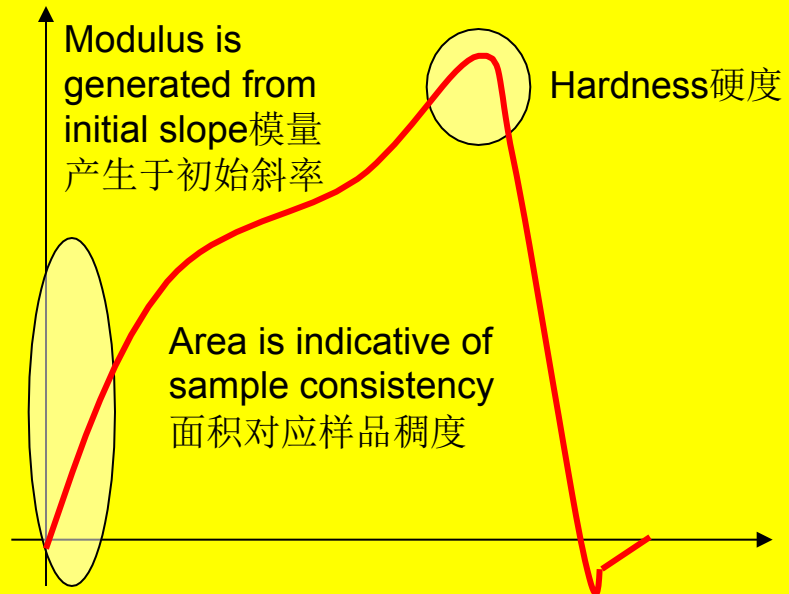 Modulus is
generated from
initial slope模量
产生于初始斜率
Hardness硬度
Area is indicative of
sample consistency
面积对应样品稠度